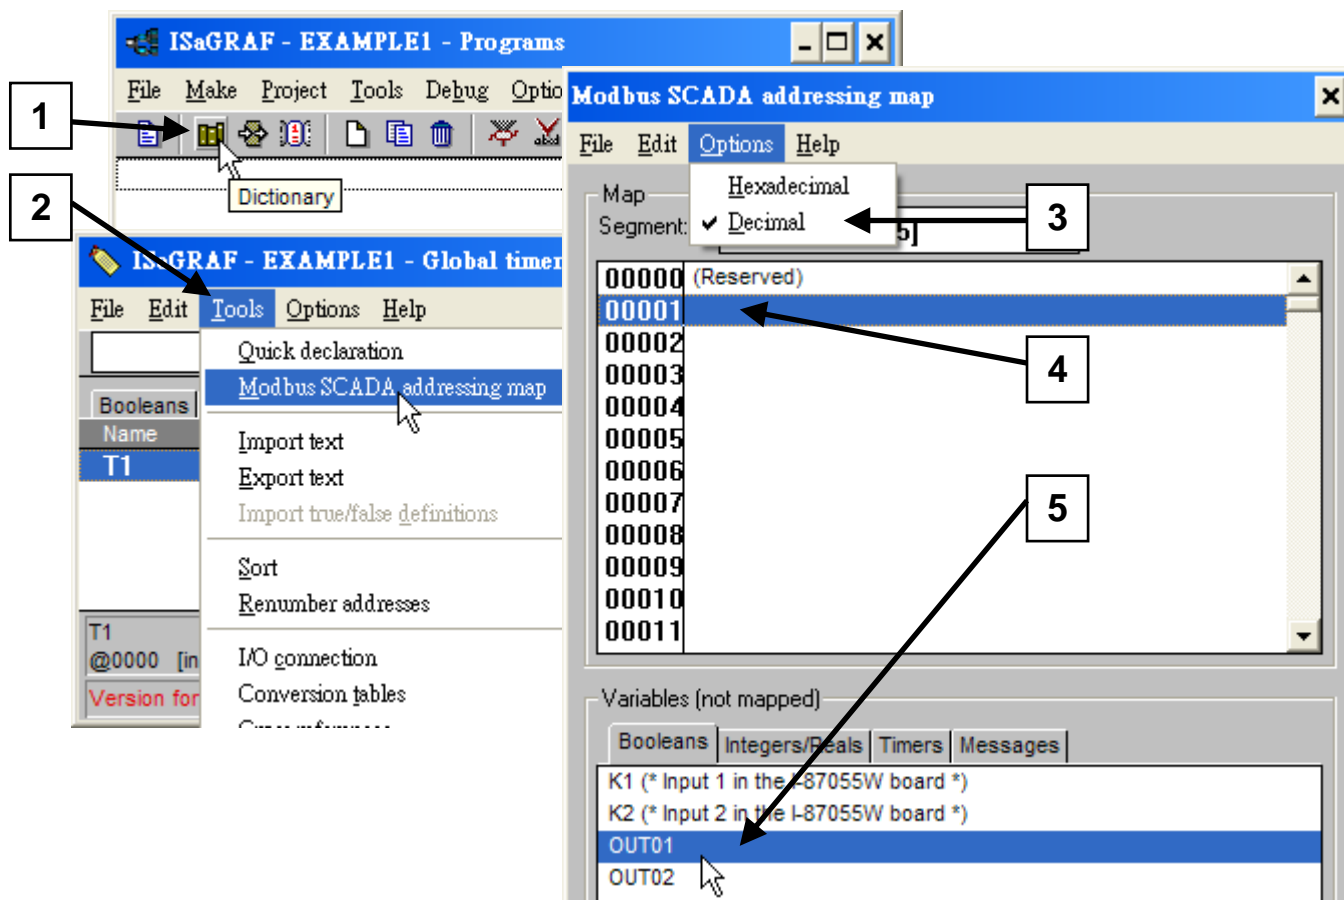 ISaGRAF - EXAMPLE1 - Programs
File Make Project Tools Debug
1
Dictionary
2
ISaGRAF - EXAMPLE1 - Global
File Edit Tools Options Help
Quick declaration
Modbus SCADA addressing map
Import text
Export text
Import true/false definitions
Sort
Renumber addresses
I/O connection
Conversion tables
Booleans
Name
T1
T1
@0000
Version for
Modbus SCADA addressing map
File Edit Options Help
Hexadecimal
Decimal
3
Map
Segment:
5]
00000 (Reserved)
00001
00002
00003
00004
00005
00006
00007
00008
00009
00010
00011
4
5
Variables (not mapped)
Booleans Integers/Reals Timers Messages
K1 (* Input 1 in the I-87055W board *)
K2 (* Input 2 in the I-87055W board *)
OUT01
OUT02